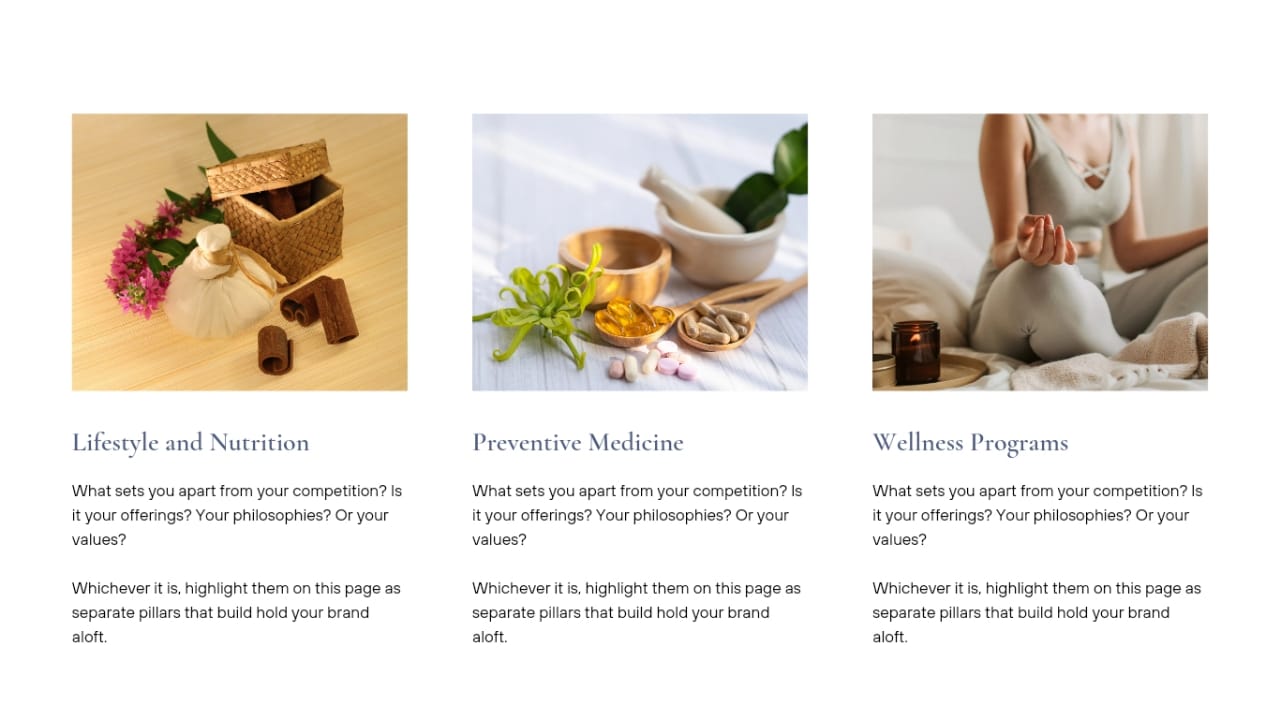 Lifestyle and Nutrition
What sets you apart from your competition? Is
it your offerings? Your philosophies? Or your
values?
Whichever it is, highlight them on this page as
separate pillars that build hold your brand
aloft.
Preventive Medicine
What sets you apart from your competition? Is
it your offerings? Your philosophies? Or your
values?
Whichever it is, highlight them on this page as
separate pillars that build hold your brand
aloft.
Wellness Programs
What sets you apart from your competition? Is
it your offerings? Your philosophies? Or your
values?
Whichever it is, highlight them on this page as
separate pillars that build hold your brand
aloft.